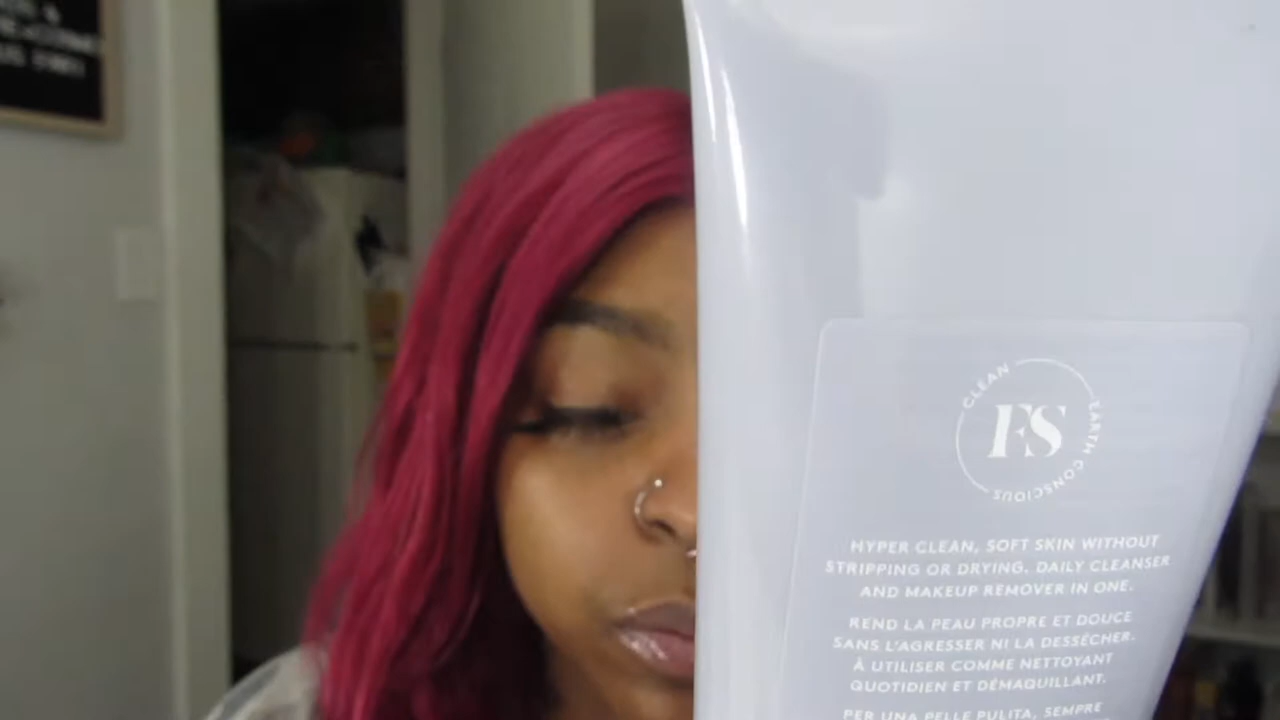 CLEAN
FS
EARTH CONSCIOUS
HYPER CLEAN, SOFT SKIN WITHOUT
STRIPPING OR DRYING. DAILY CLEANSER
AND MAKEUP REMOVER IN ONE.
REND LA PEAU PROPRE ET DOUCE
SANS L'AGRESSER NI LA DESSÉCHER.
À UTILISER COMME NETTOYANT
QUOTIDIEN ET DÉMAQUILLANT.
PER UNA PELLE PULITA, SEMPRE